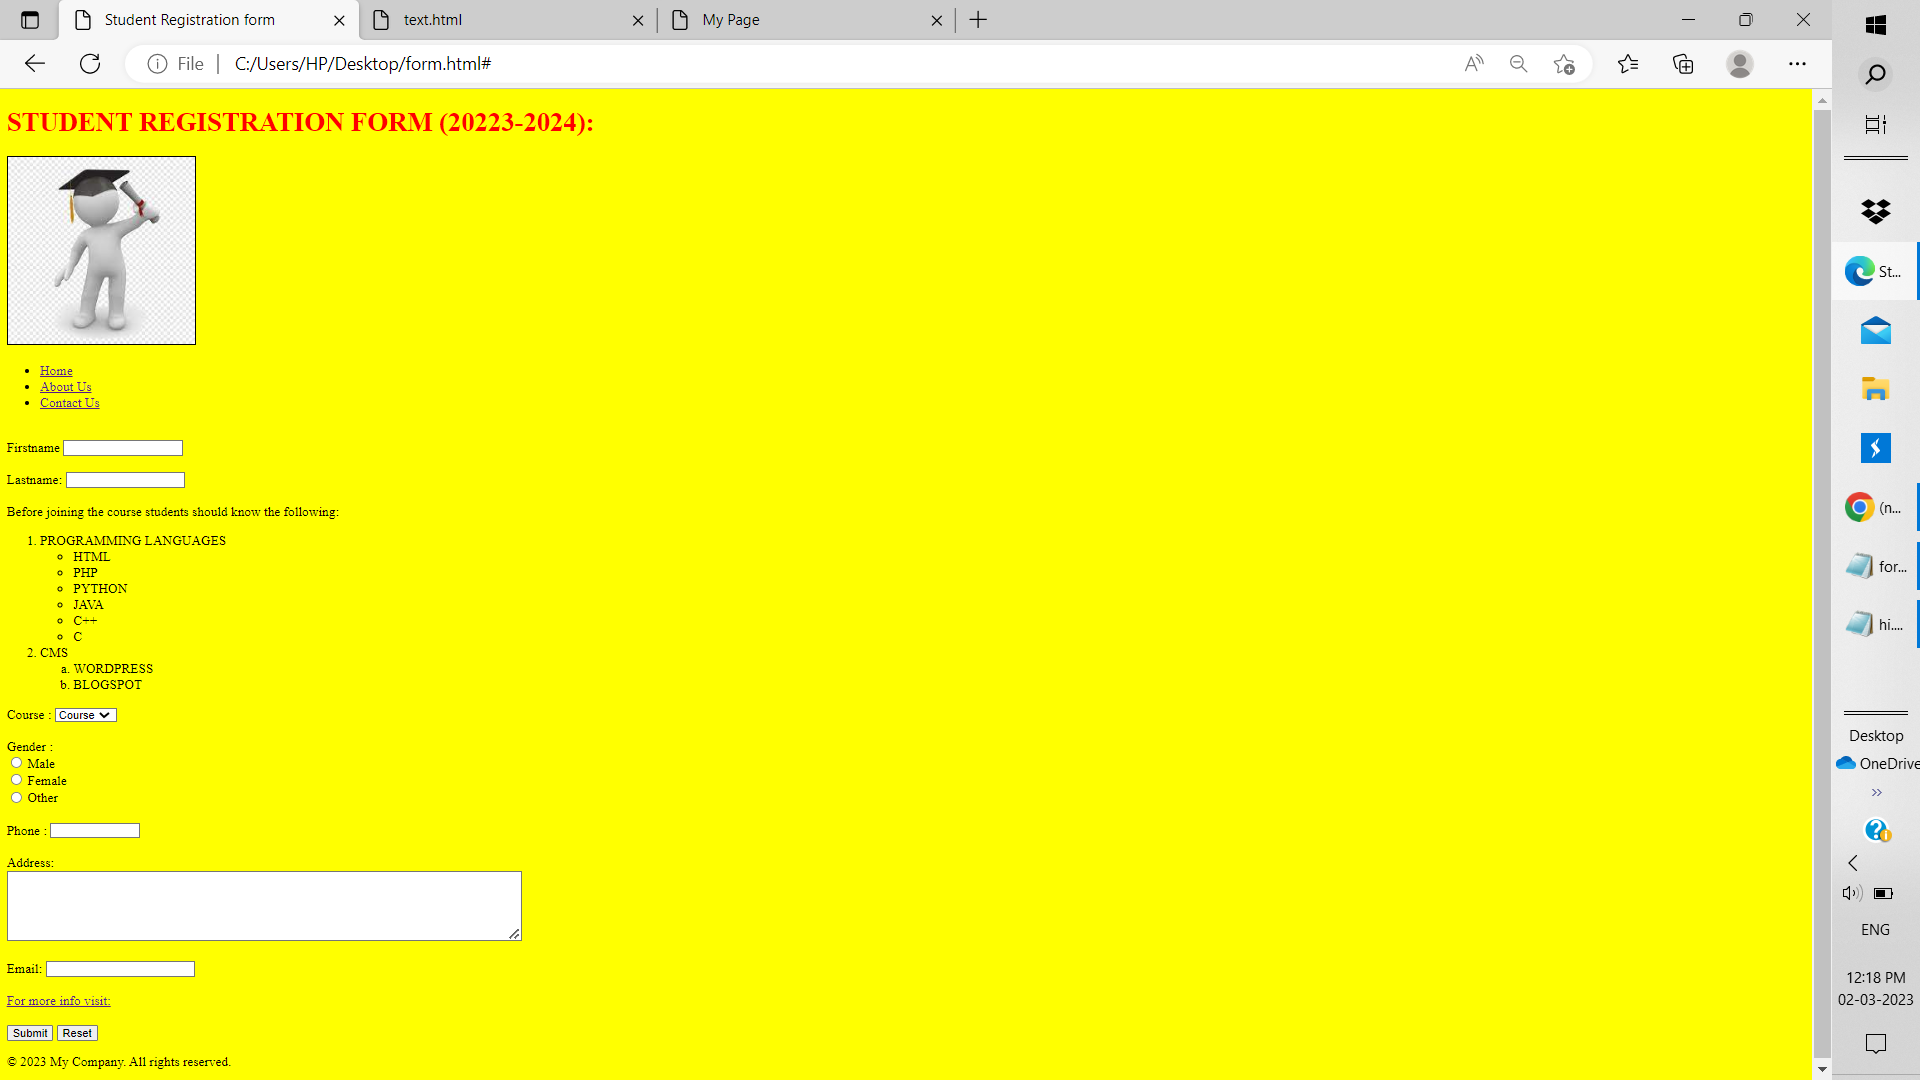 Student Registration form
text.html
My Page
File
C:/Users/HP/Desktop/form.html#
STUDENT REGISTRATION FORM (20223-2024):
Home
About Us
Contact Us
Firstname
Lastname:
Before joining the course students should know the following:
1. PROGRAMMING LANGUAGES
HTML
PHP
PYTHON
JAVA
C++
C
2. CMS
a. WORDPRESS
b. BLOGSPOT
Course : Course
Gender :
Male
Female
Other
Phone :
Address:
Email:
For more info visit:
Submit Reset
© 2023 My Company. All rights reserved.
St...
(n...
for...
hi....
Desktop
OneDrive
ENG
12:18 PM
02-03-2023